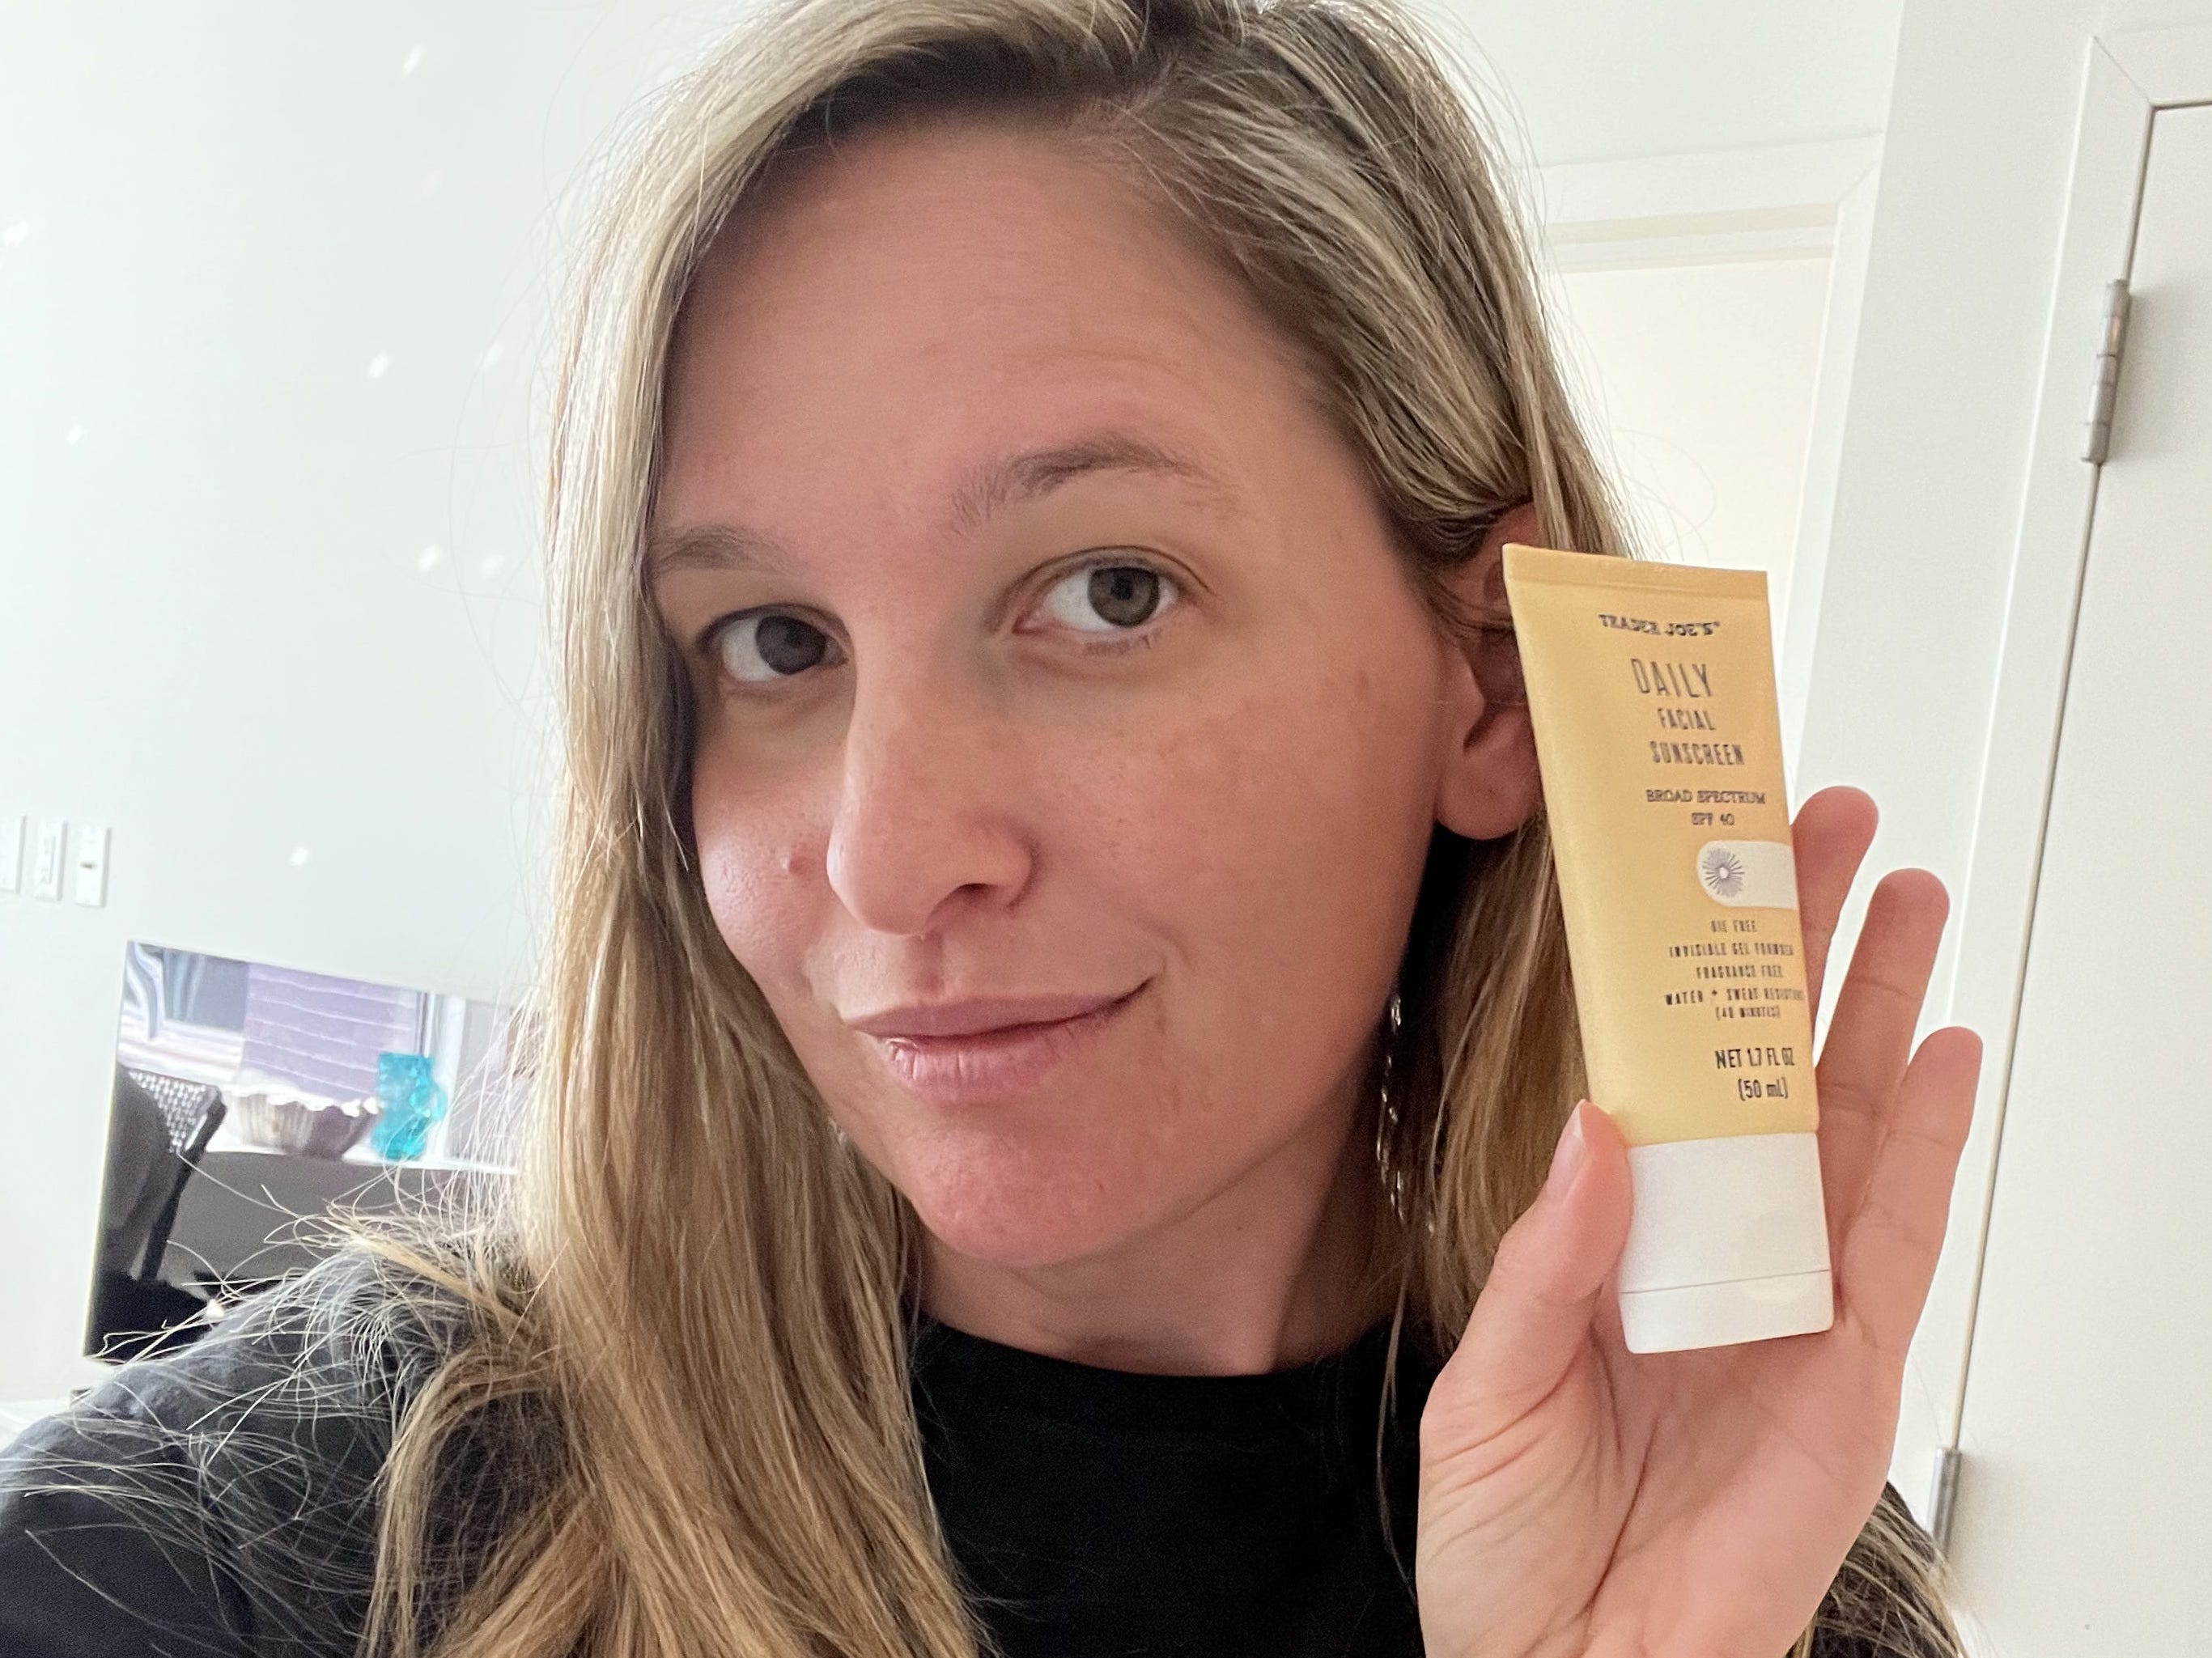 TRADER JOE'S
DAILY
FACIAL
SUNSCREEN
BROAD SPECTRUM
SPF 40
OIL FREE
INVISIBLE GEL FORMULA
FRAGRANCE FREE
WATER + SWEAT RESISTANT
(40 MINUTES)
NET 1.7 FL OZ
(50 mL)